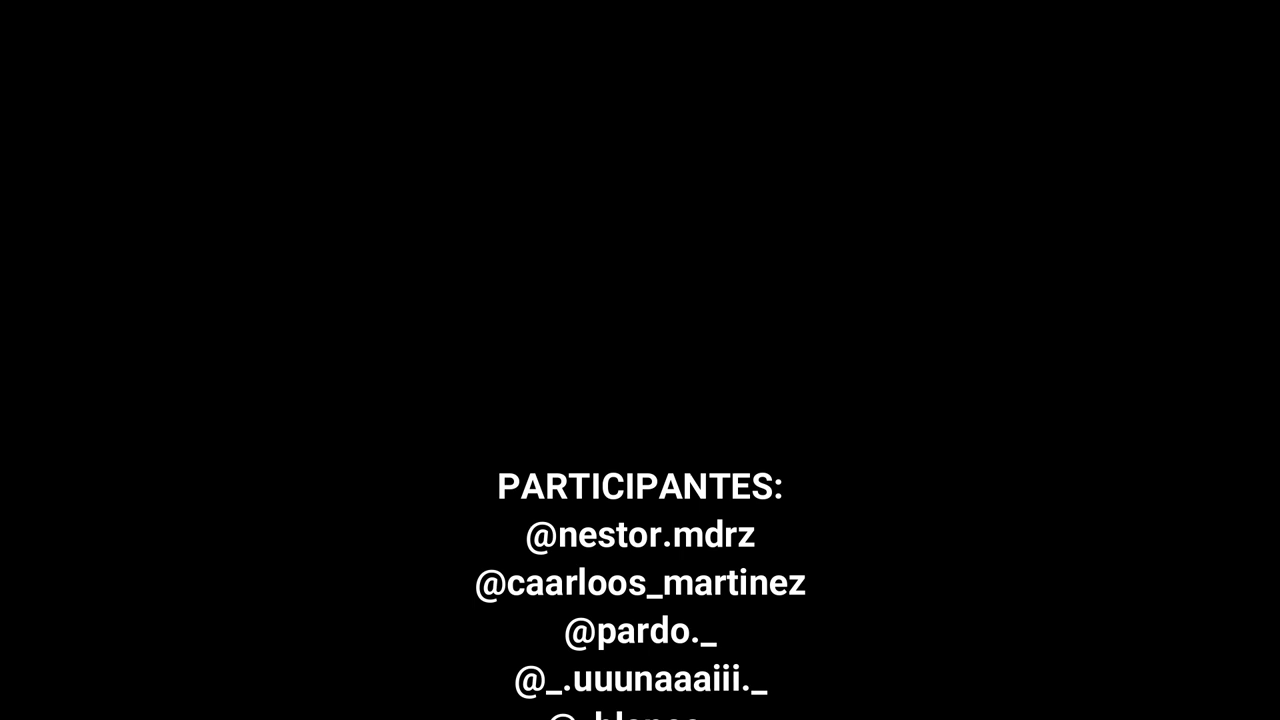 PARTICIPANTES:
@nestor.mdrz
@caarloos_martinez
@pardo._
@_.uuunaaaiii._